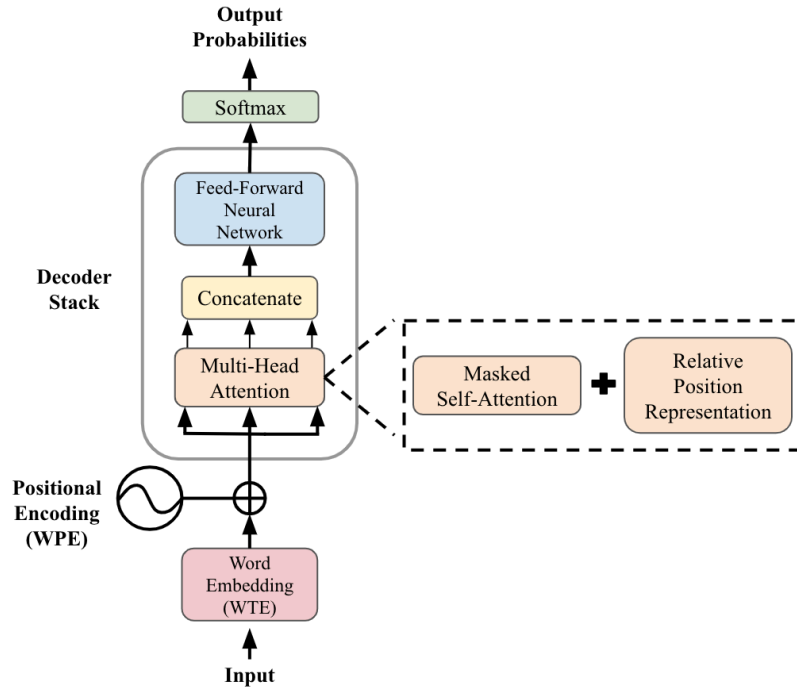 Output
Probabilities
Softmax
Feed-Forward
Neural
Network
Decoder
Stack
Concatenate
Multi-Head
Attention
Masked
Self-Attention
Relative
Position
Representation
Positional
Encoding
(WPE)
Word
Embedding
(WTE)
Input